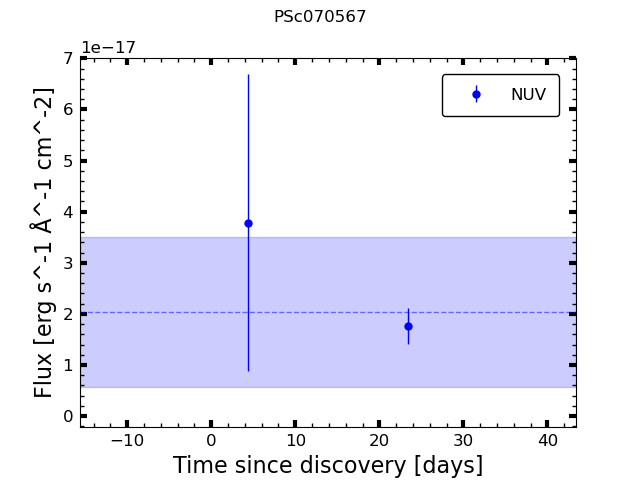 PSc070567
1e−17
7
6
5
4
3
2
1
0
NUV
−10 0 10 20 30 40
Time since discovery [days]
Flux [erg s^-1 Å^-1 cm^-2]